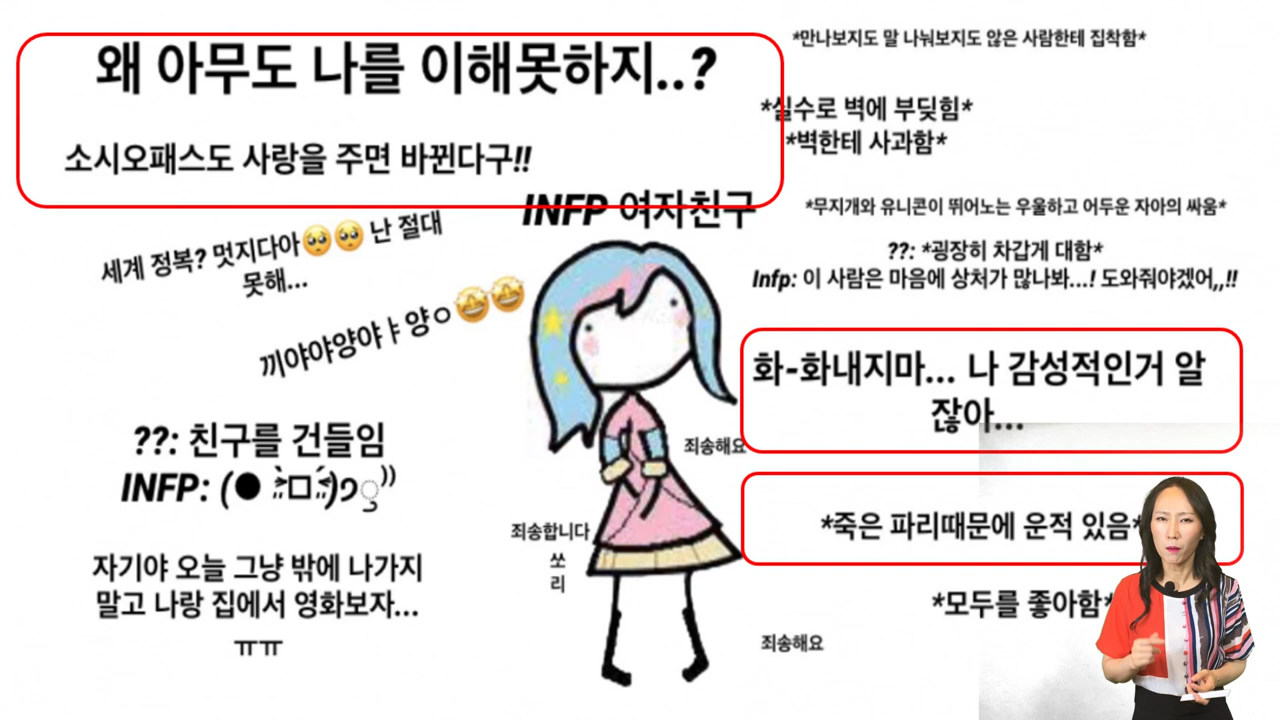 왜 아무도 나를 이해못하지..?
소시오패스도 사랑을 주면 바뀐다구!!
INFP 여자친구
세계 정복? 멋지다아🥺🥺 난 절대
못해...
끼야야양야ㅑ앙ㅇ🤩🤩
??: 친구를 건들임
INFP: (● ՞ػ՞)
자기야 오늘 그냥 밖에 나가지
말고 나랑 집에서 영화보자...
ㅠㅠ
*만나보지도 말 나눠보지도 않은 사람한테 집착함*
*실수로 벽에 부딪힘*
*벽한테 사과함*
*무지개와 유니콘이 뛰어노는 우울하고 어두운 자아의 싸움*
??: *굉장히 차갑게 대함*
Infp: 이 사람은 마음에 상처가 많나봐...! 도와줘야겠어,,!!
화-화내지마... 나 감성적인거 알
잖아...
죄송해요
*죽은 파리때문에 운적 있음*
죄송합니다
쏘
리
*모두를 좋아함*
죄송해요